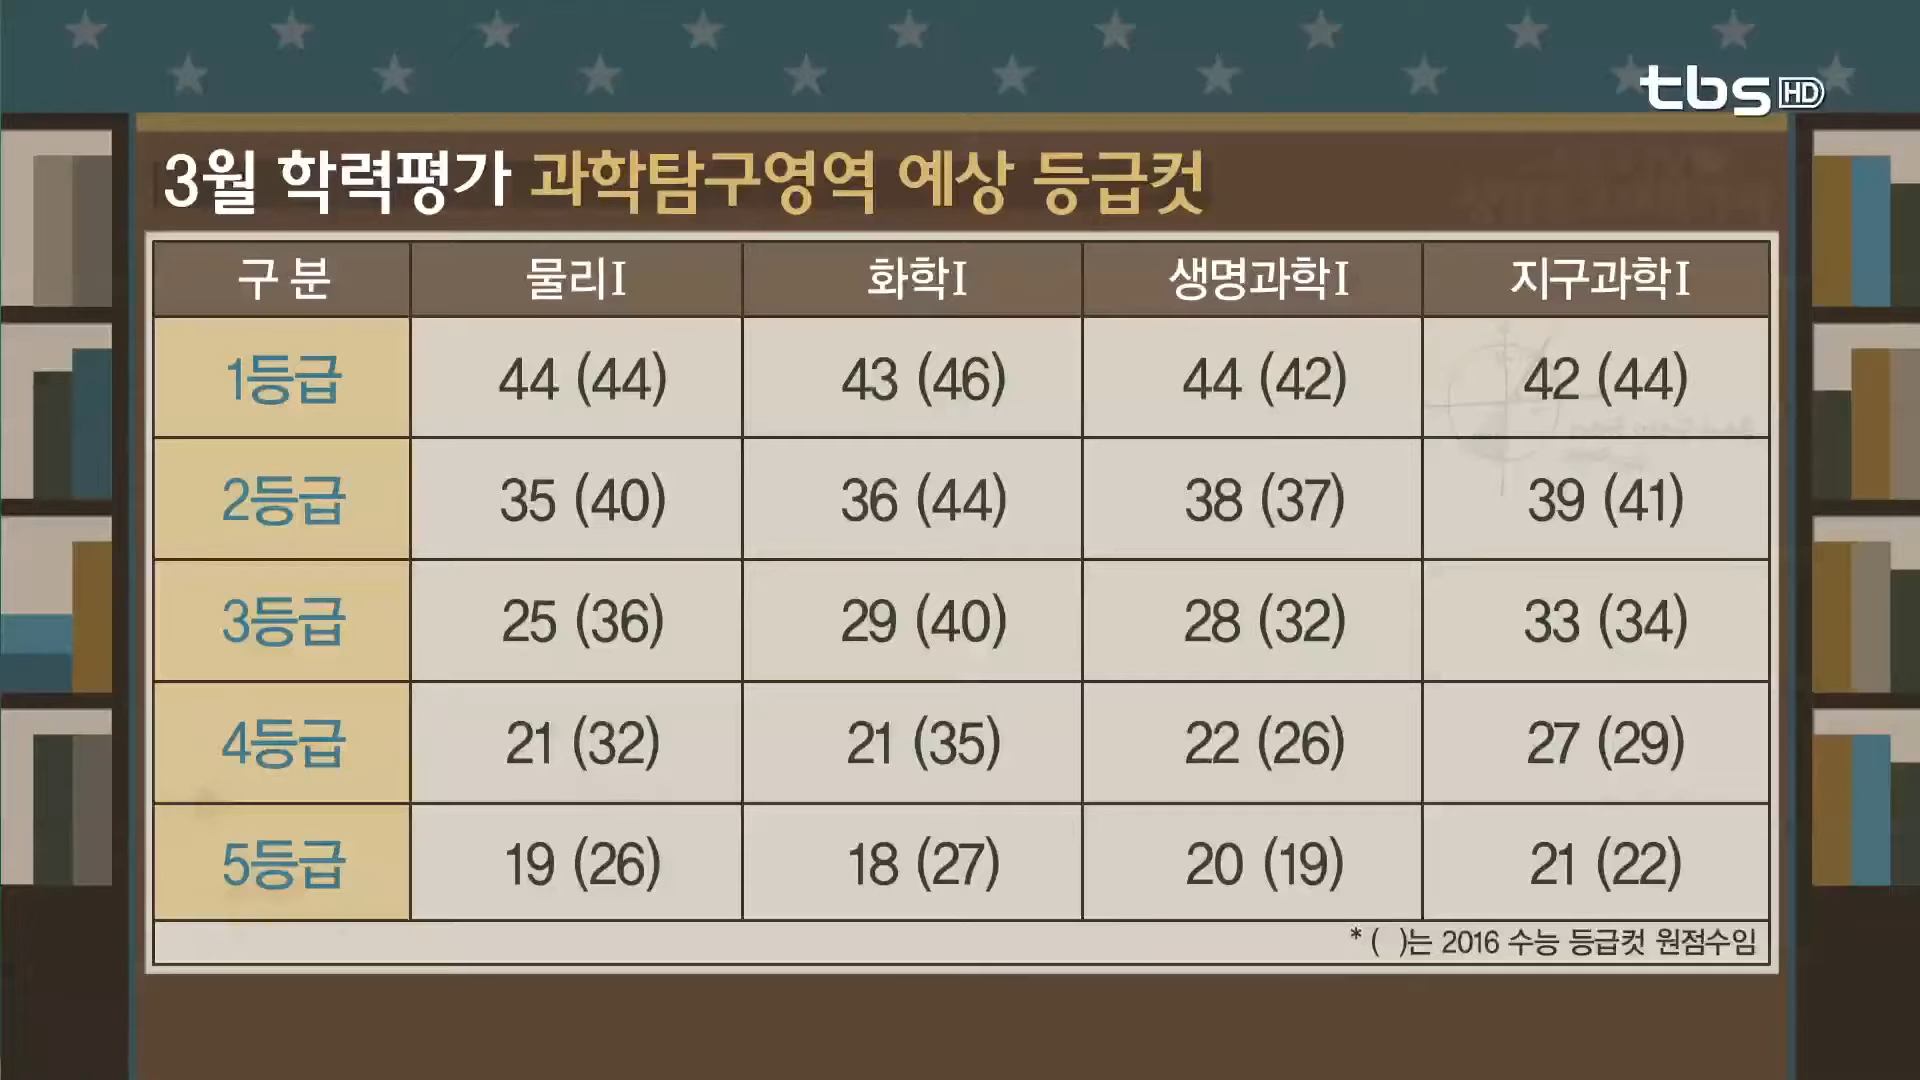 tbs HD
3월 학력평가 과학탐구영역 예상 등급컷
구 분 물리I 화학I 생명과학I 지구과학I
1등급 44 (44) 43 (46) 44 (42) 42 (44)
2등급 35 (40) 36 (44) 38 (37) 39 (41)
3등급 25 (36) 29 (40) 28 (32) 33 (34)
4등급 21 (32) 21 (35) 22 (26) 27 (29)
5등급 19 (26) 18 (27) 20 (19) 21 (22)
* ( )는 2016 수능 등급컷 원점수임